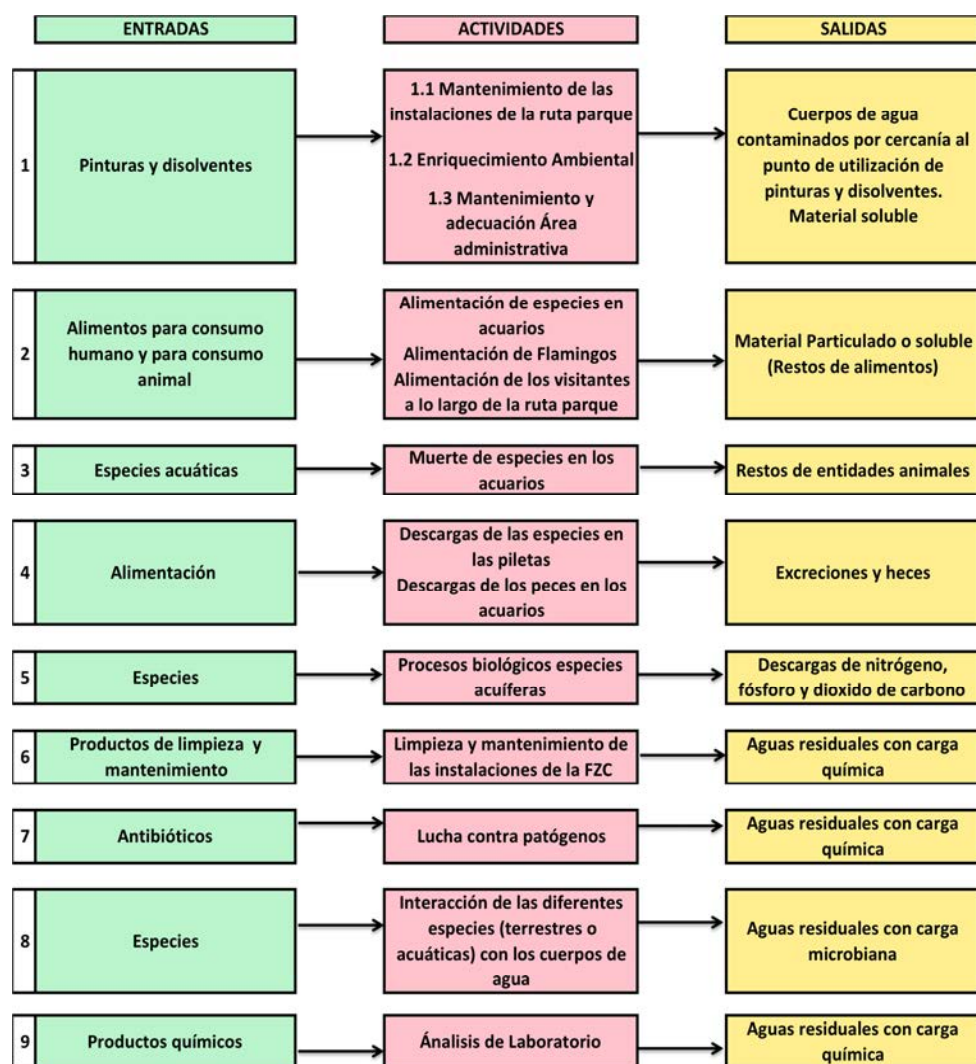 ENTRADAS
ACTIVIDADES
SALIDAS
1
Pinturas y disolventes
1.1 Mantenimiento de las
instalaciones de la ruta parque
1.2 Enriquecimiento Ambiental
1.3 Mantenimiento y
adecuación Área
administrativa
Cuerpos de agua
contaminados por cercanía al
punto de utilización de
pinturas y disolventes.
Material soluble
2
Alimentos para consumo
humano y para consumo
animal
Alimentación de especies en
acuarios
Alimentación de Flamingos
Alimentación de los visitantes
a lo largo de la ruta parque
Material Particulado o soluble
(Restos de alimentos)
3
Especies acuáticas
Muerte de especies en los
acuarios
Restos de entidades animales
4
Alimentación
Descargas de las especies en
las piletas
Descargas de los peces en los
acuarios
Excreciones y heces
5
Especies
Procesos biológicos especies
acuíferas
Descargas de nitrógeno,
fósforo y dioxido de carbono
6
Productos de limpieza y
mantenimiento
Limpieza y mantenimiento de
las instalaciones de la FZC
Aguas residuales con carga
química
7
Antibióticos
Lucha contra patógenos
Aguas residuales con carga
química
8
Especies
Interacción de las diferentes
especies (terrestres o
acuáticas) con los cuerpos de
agua
Aguas residuales con carga
microbiana
9
Productos químicos
Ánalisis de Laboratorio
Aguas residuales con carga
química